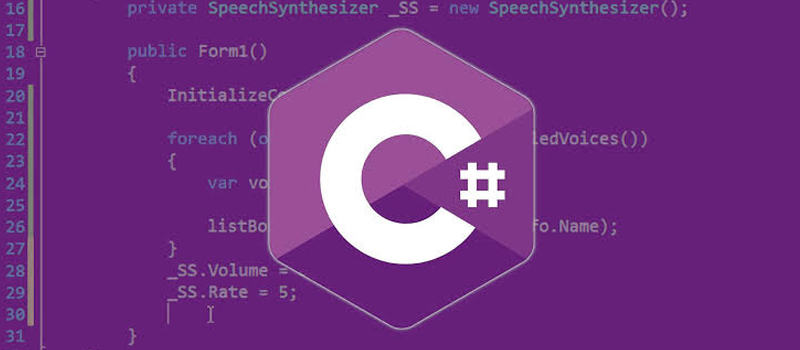 16 private SpeechSynthesizer _SS = new SpeechSynthesizer();
17
18 public Form1()
19 {
20 InitializeC
21
22 foreach (o ledVoices())
23 {
24 var vo
25
26 listBo fo.Name);
27 }
28 _SS.Volume =
29 _SS.Rate = 5;
30
31 }
C#